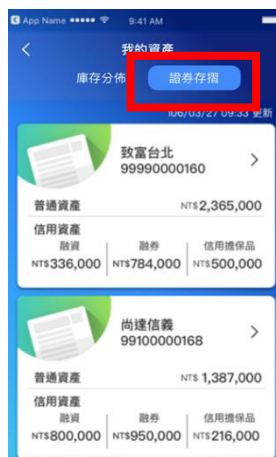 App Name 9:41 AM
我的資產
庫存分佈 證券存摺
106/03/27 09:33 更新
致富台北
99990000160
普通資產 NT$2,365,000
信用資產
融資 融券 信用擔保品
NT$336,000 NT$784,000 NT$500,000
尚達信義
99100000168
普通資產 NT$ 1,387,000
信用資產
融資 融券 信用擔保品
NT$800,000 NT$950,000 NT$216,000